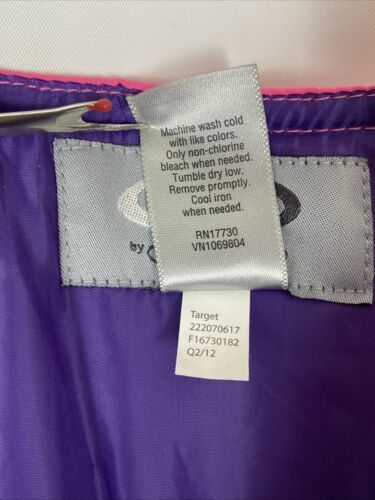 Machine wash cold
with like colors.
Only non-chlorine
bleach when needed.
Tumble dry low.
Remove promptly.
Cool iron
when needed.
RN17730
VN1069804
by
Target
222070617
F16730182
Q2/12